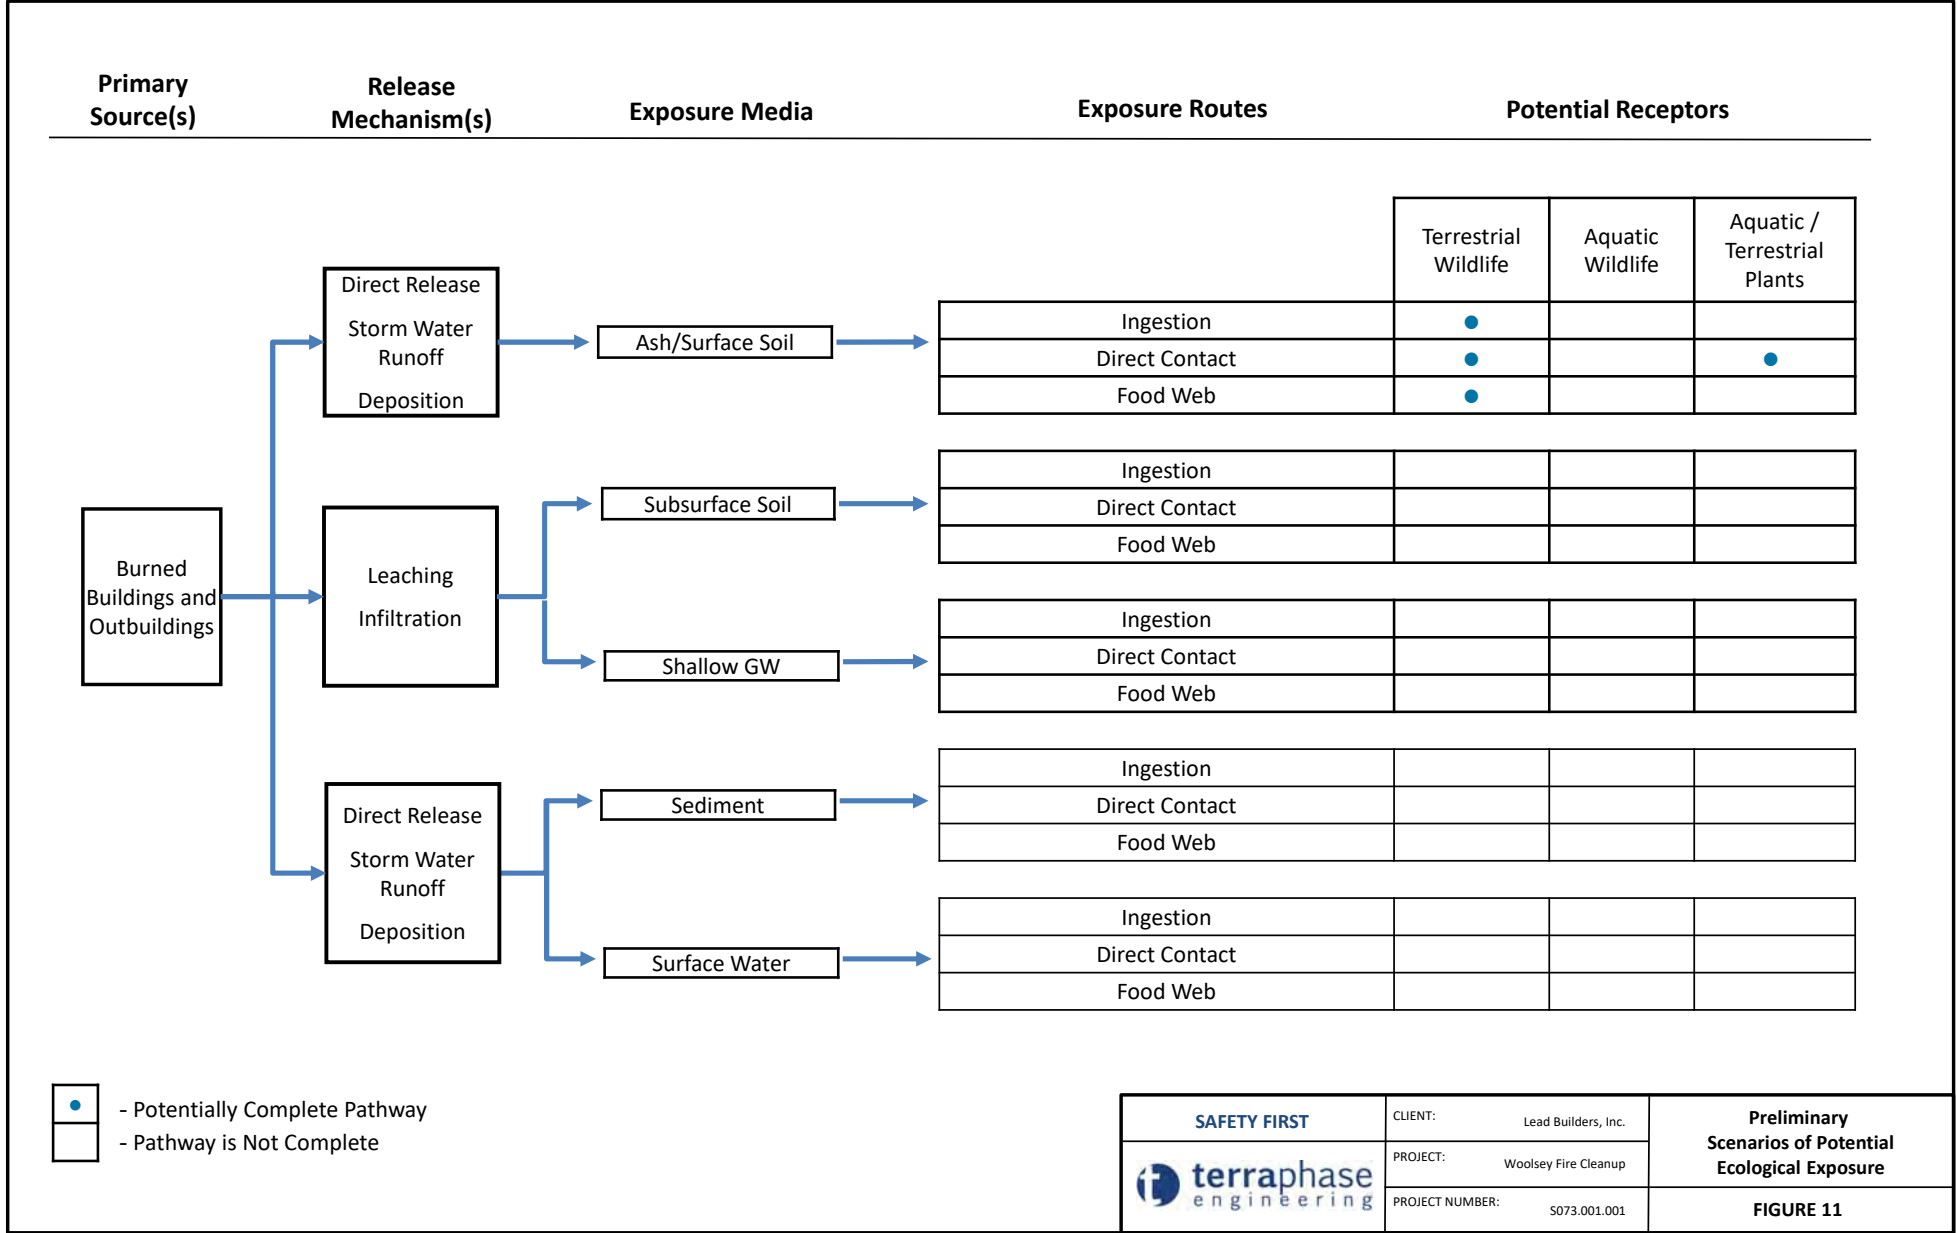 Primary
Source(s)
Release
Mechanism(s)
Exposure Media
Exposure Routes
Potential Receptors
Terrestrial
Wildlife
Aquatic
Wildlife
Aquatic /
Terrestrial
Plants
Burned
Buildings and
Outbuildings
Direct Release
Storm Water
Runoff
Deposition
Ash/Surface Soil
Ingestion
Direct Contact
Food Web
Leaching
Infiltration
Subsurface Soil
Ingestion
Direct Contact
Food Web
Shallow GW
Ingestion
Direct Contact
Food Web
Direct Release
Storm Water
Runoff
Deposition
Sediment
Ingestion
Direct Contact
Food Web
Surface Water
Ingestion
Direct Contact
Food Web
- Potentially Complete Pathway
- Pathway is Not Complete
SAFETY FIRST
terraphase
engineering
CLIENT: Lead Builders, Inc.
PROJECT: Woolsey Fire Cleanup
PROJECT NUMBER: S073.001.001
Preliminary
Scenarios of Potential
Ecological Exposure
FIGURE 11